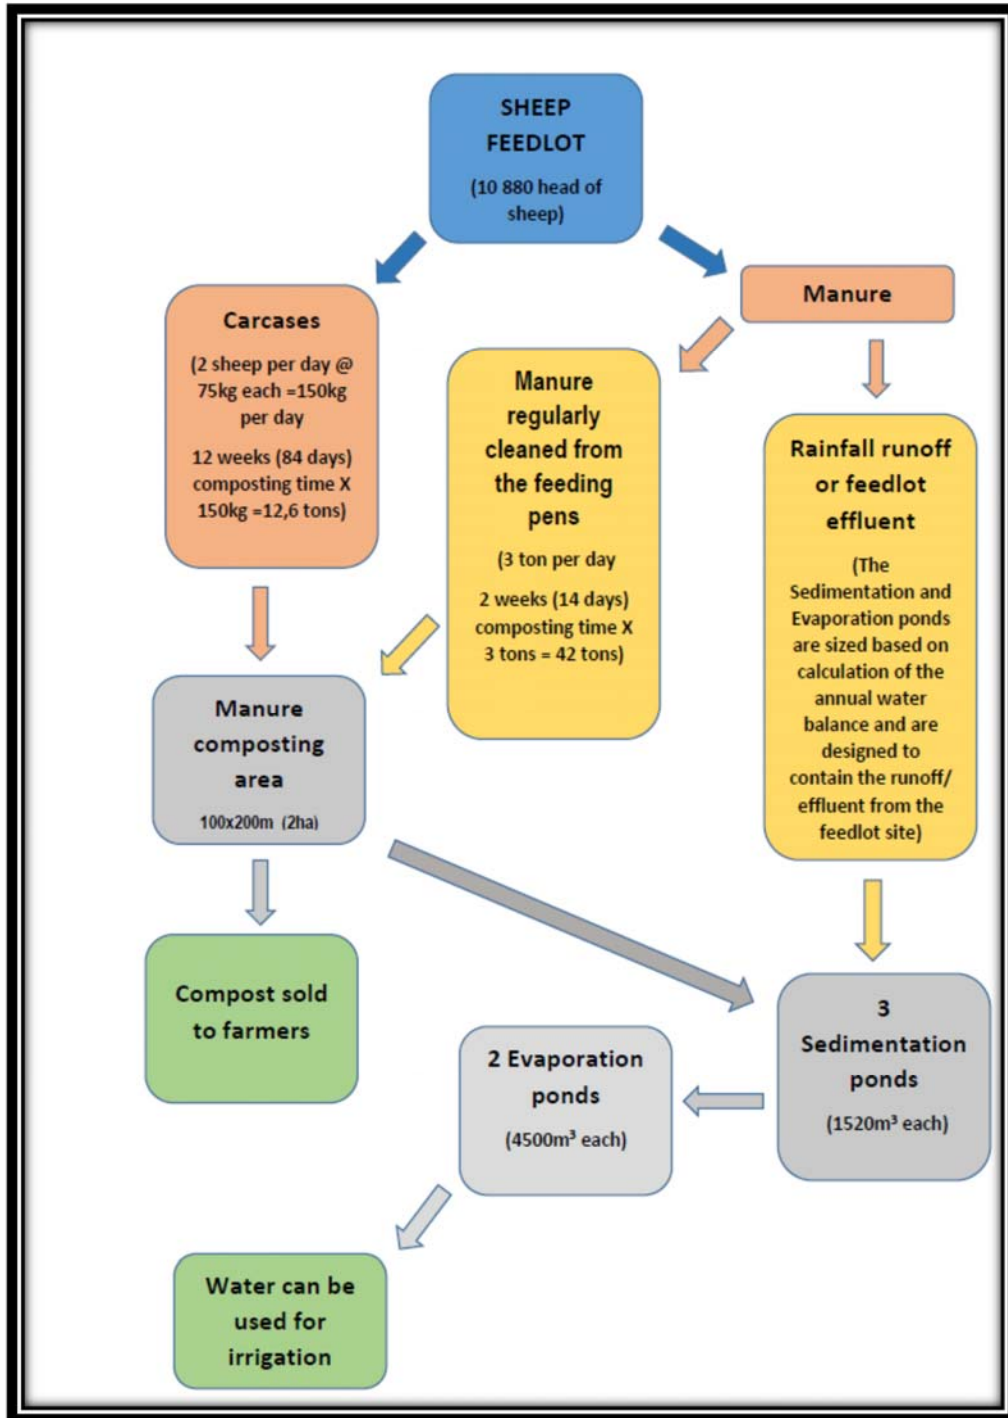 SHEEP
FEEDLOT
(10 880 head of
sheep)
Carcases
(2 sheep per day @
75kg each =150kg
per day
12 weeks (84 days)
composting time X
150kg =12,6 tons)
Manure
Manure
regularly
cleaned from
the feeding
pens
(3 ton per day
2 weeks (14 days)
composting time X
3 tons = 42 tons)
Rainfall runoff
or feedlot
effluent
(The
Sedimentation and
Evaporation ponds
are sized based on
calculation of the
annual water
balance and are
designed to
contain the runoff/
effluent from the
feedlot site)
Manure
composting
area
100x200m (2ha)
Compost sold
to farmers
3
Sedimentation
ponds
(1520m³ each)
2 Evaporation
ponds
(4500m³ each)
Water can be
used for
irrigation